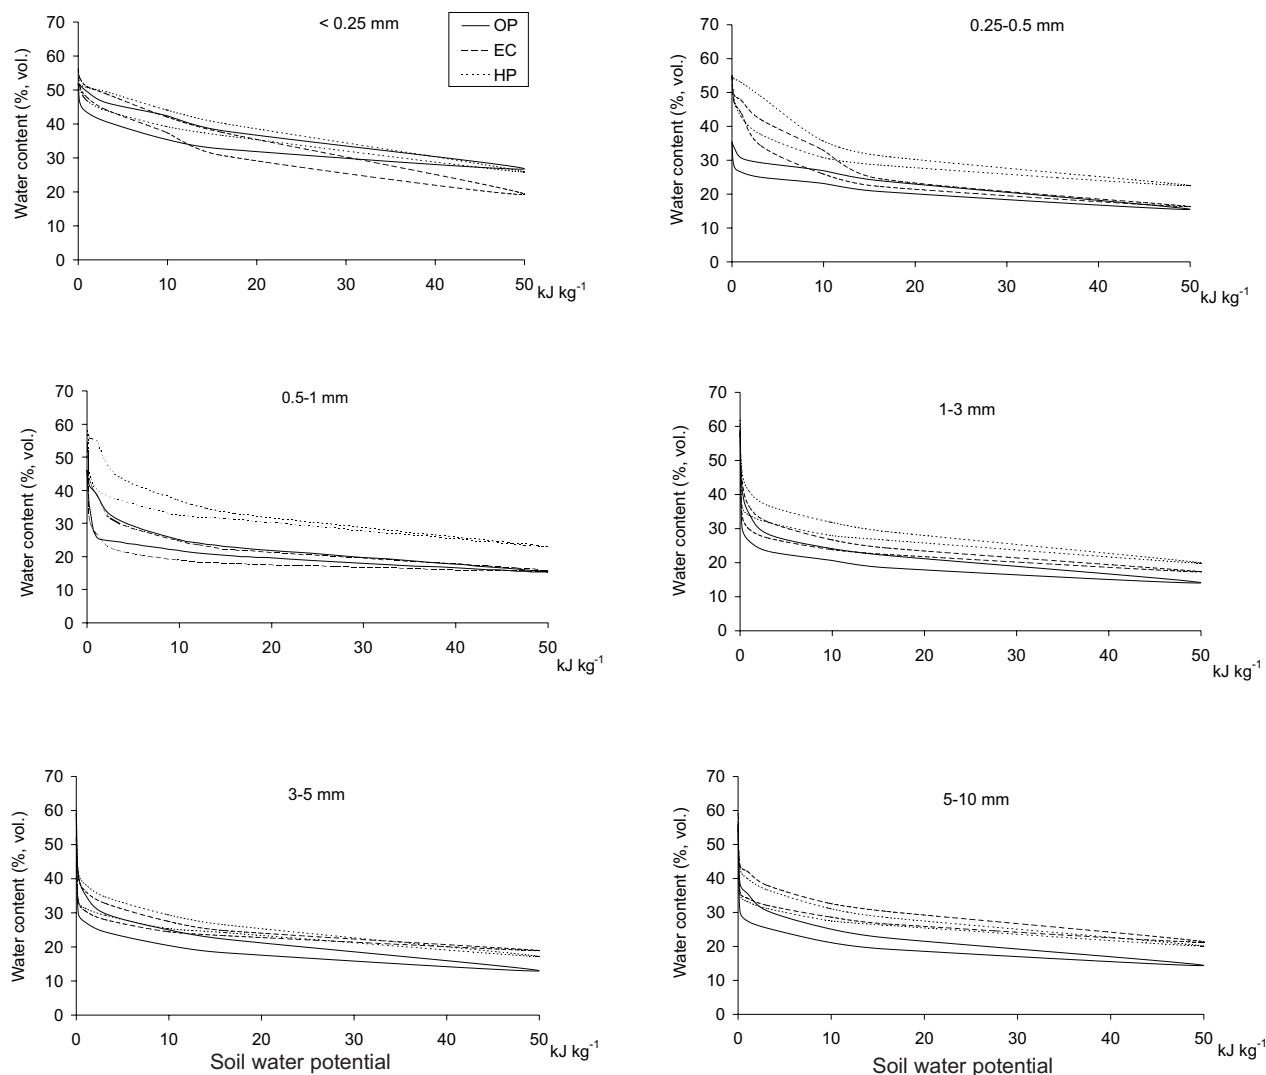 < 0.25 mm
OP
EC
HP
Water content (%, vol.)
70
60
50
40
30
20
10
0
0 10 20 30 40 50
kJ kg-1
0.25-0.5 mm
Water content (%, vol.)
70
60
50
40
30
20
10
0
0 10 20 30 40 50
kJ kg-1
0.5-1 mm
Water content (%, vol.)
70
60
50
40
30
20
10
0
0 10 20 30 40 50
kJ kg-1
1-3 mm
Water content (%, vol.)
70
60
50
40
30
20
10
0
0 10 20 30 40 50
kJ kg-1
3-5 mm
Water content (%, vol.)
70
60
50
40
30
20
10
0
0 10 20 30 40 50
kJ kg-1
Soil water potential
5-10 mm
Water content (%, vol.)
70
60
50
40
30
20
10
0
0 10 20 30 40 50
kJ kg-1
Soil water potential